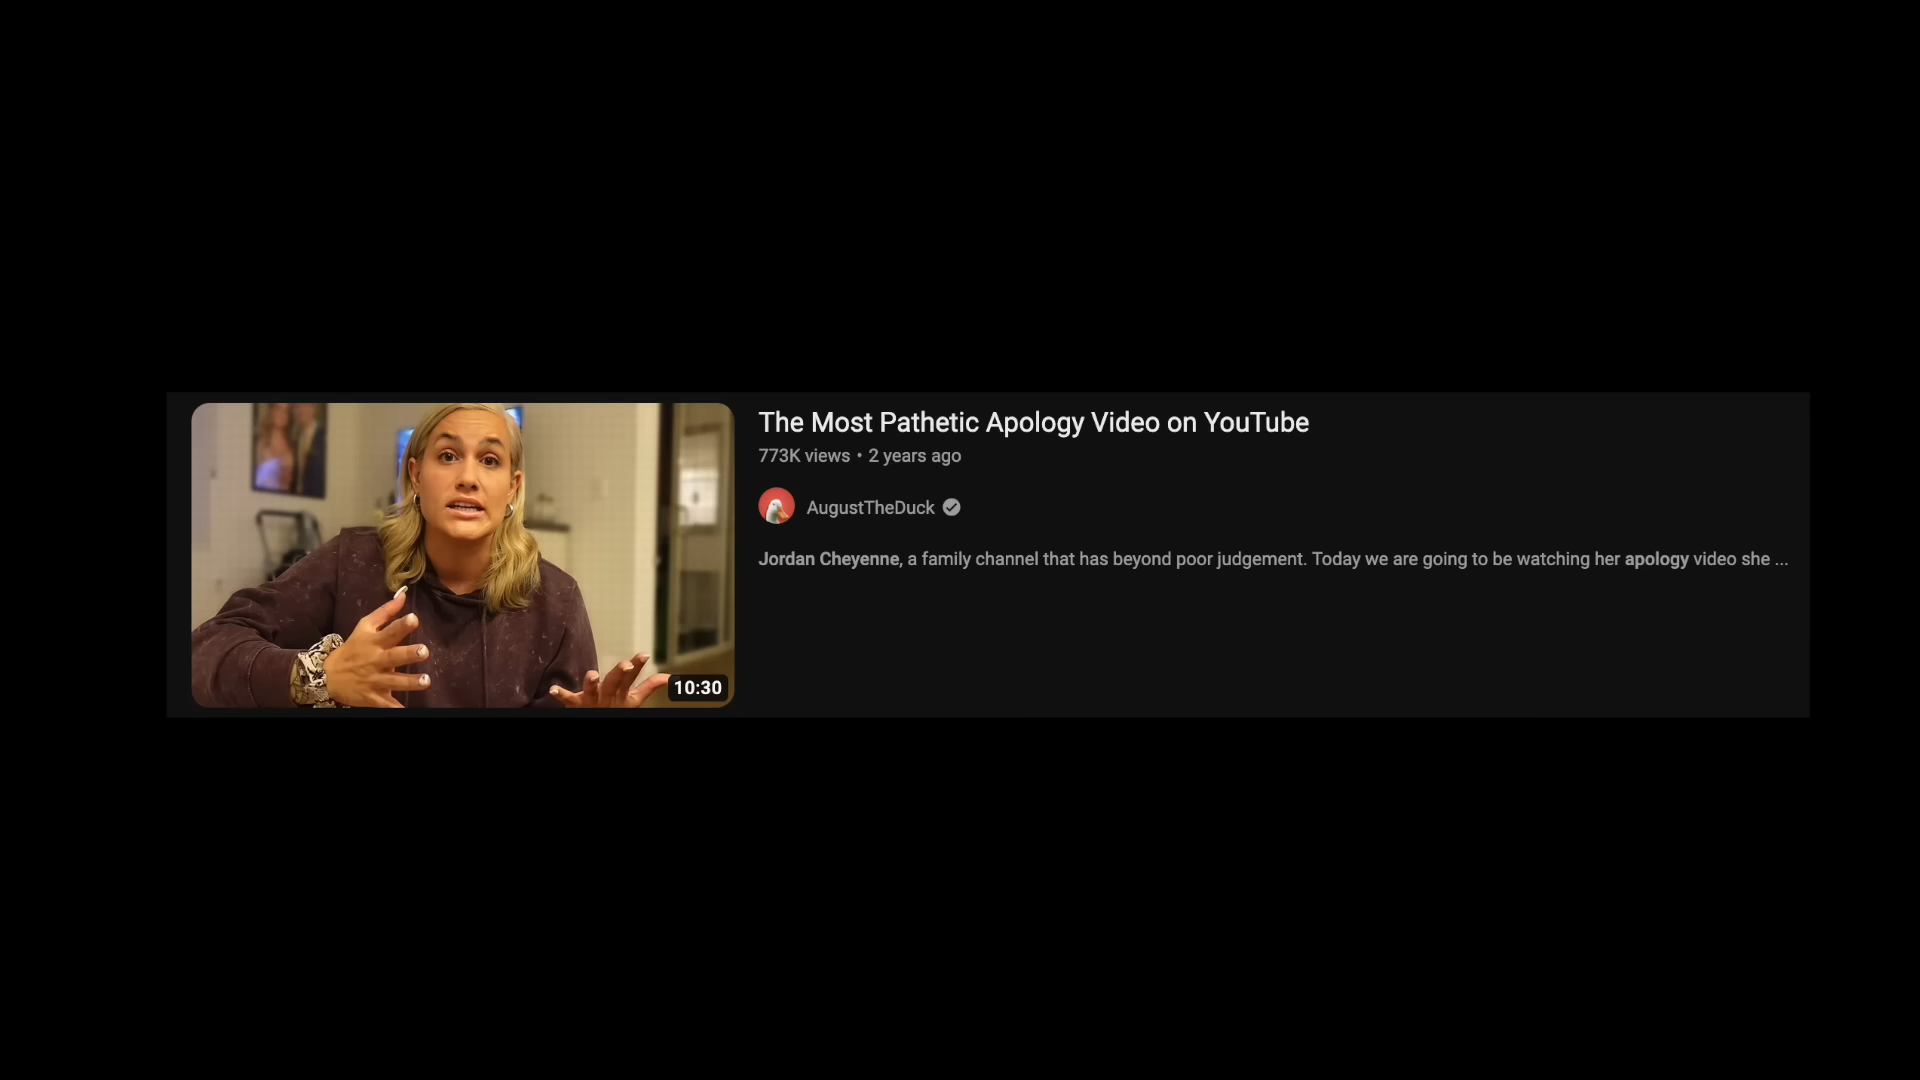 The Most Pathetic Apology Video on YouTube
773K views • 2 years ago
AugustTheDuck
Jordan Cheyenne, a family channel that has beyond poor judgement. Today we are going to be watching her apology video she ...
10:30